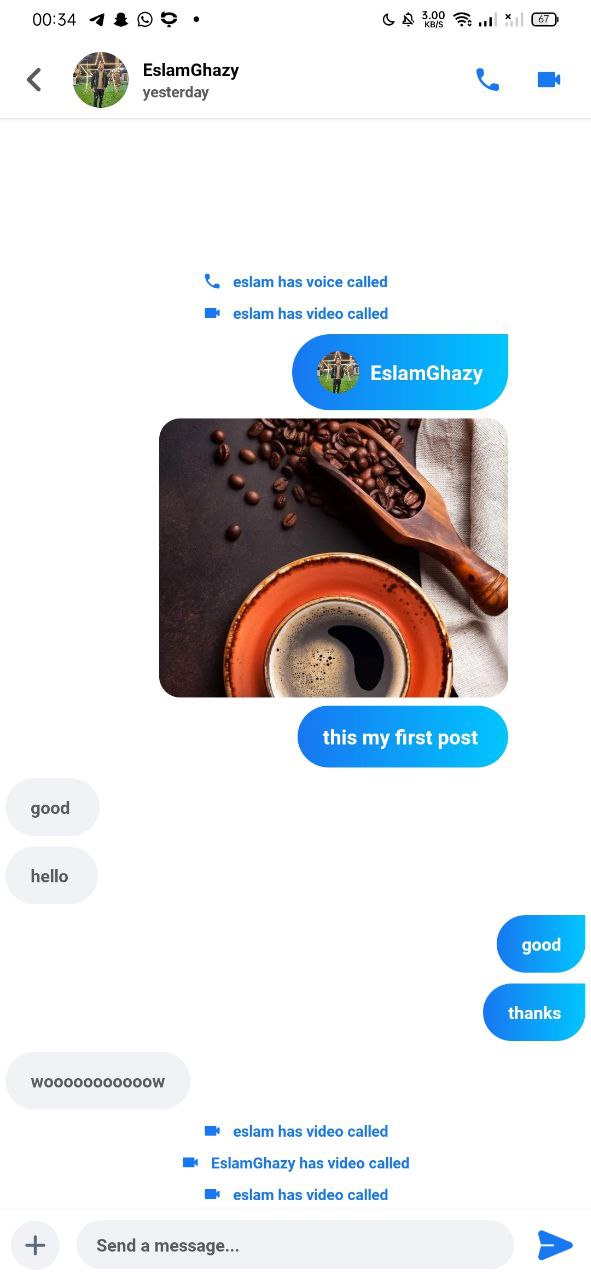 00:34
3.00
KB/S
67
EslamGhazy
yesterday
eslam has voice called
eslam has video called
EslamGhazy
this my first post
good
hello
good
thanks
wooooooooooow
eslam has video called
EslamGhazy has video called
eslam has video called
Send a message...